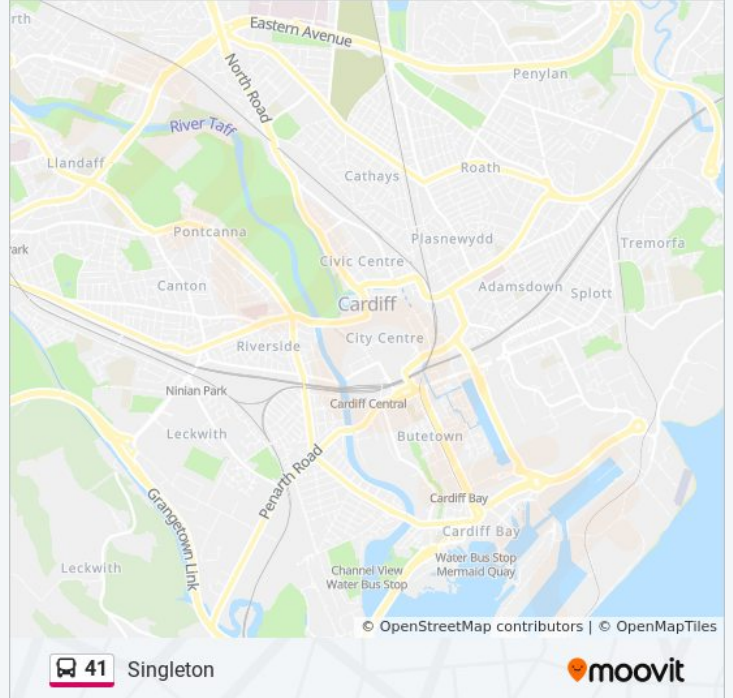 rth
Eastern Avenue
North Road
Penylan
River Taff
Llandaff
Cathays
Roath
Pontcanna
Plasnewydd
ark
Tremorfa
Civic Centre
Canton
Adamsdown
Splott
Cardiff
City Centre
Riverside
Ninian Park
Cardiff Central
Leckwith
Butetown
Penarth Road
Grangetown Link
Cardiff Bay
Cardiff Bay
Water Bus Stop
Mermaid Quay
Leckwith
Channel View
Water Bus Stop
© OpenStreetMap contributors | © OpenMapTiles
41 Singleton
moovit